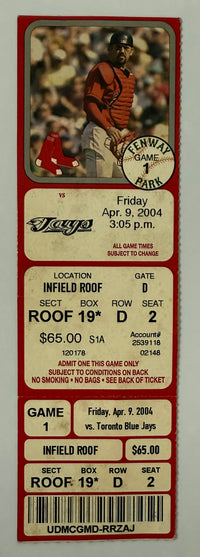 FENWAY
GAME
1
PARK
vs
Jays
Friday
Apr. 9, 2004
3:05 p.m.
ALL GAME TIMES
SUBJECT TO CHANGE
LOCATION GATE
INFIELD ROOF D
SECT BOX ROW SEAT
ROOF 19* D 2
$65.00 S1A Account#
2539118
120178 02148
ADMIT ONE THIS GAME ONLY
SUBJECT TO CONDITIONS ON BACK
NO SMOKING • NO BAGS • SEE BACK OF TICKET
GAME
1
Friday. Apr. 9, 2004
vs. Toronto Blue Jays
INFIELD ROOF $65.00
SECT BOX ROW SEAT
ROOF 19* D 2
UDMCGMD-RRZAJ